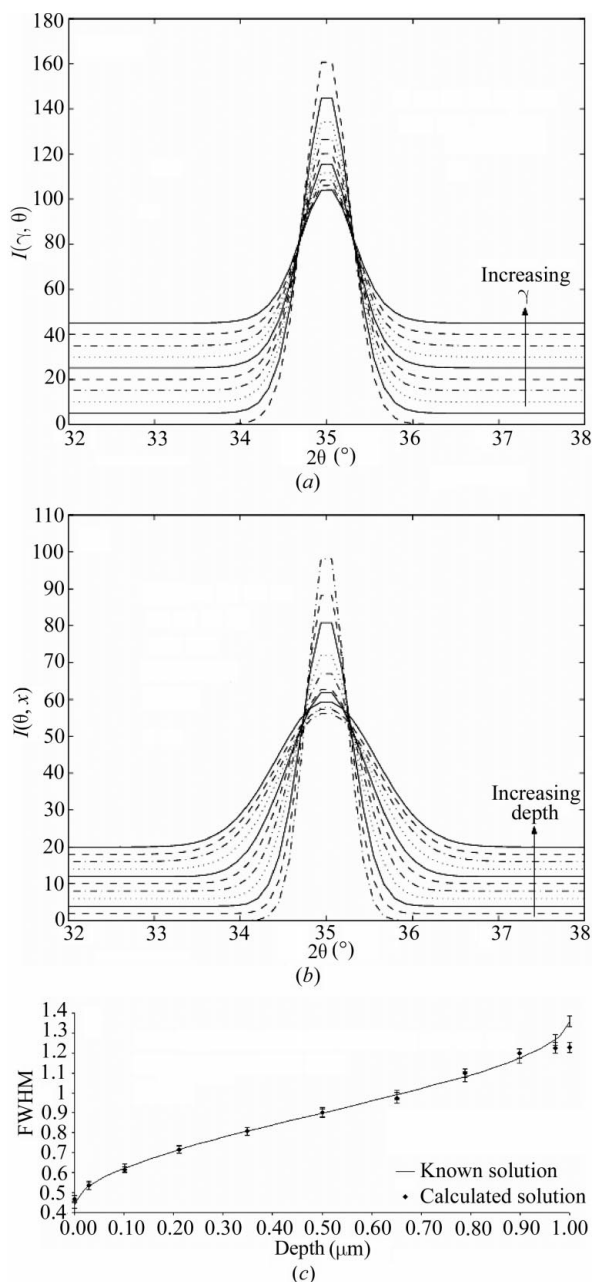 180
160
140
120
100
80
60
40
20
0
I(γ, θ)
Increasing
γ
32 33 34 35 36 37 38
2θ (°)
(a)
110
100
90
80
70
60
50
40
30
20
10
0
I(θ, x)
Increasing
depth
32 33 34 35 36 37 38
2θ (°)
(b)
1.4
1.3
1.2
1.1
1
0.9
0.8
0.7
0.6
0.5
0.4
FWHM
Known solution
Calculated solution
0.00 0.10 0.20 0.30 0.40 0.50 0.60 0.70 0.80 0.90 1.00
Depth (μm)
(c)